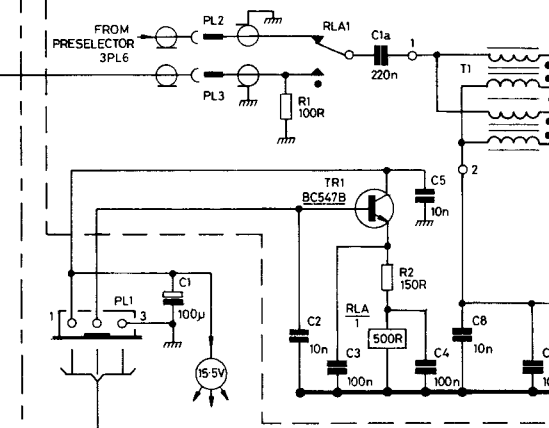 FROM
PRESELECTOR
3PL6
PL2
RLA1
C1a
220n
1
T1
PL3
R1
100R
2
TR1
BC547B
C5
10n
R2
150R
RLA
1
500R
PL1
1
3
C1
100µ
15·5V
C2
10n
C3
100n
C4
100n
C8
10n